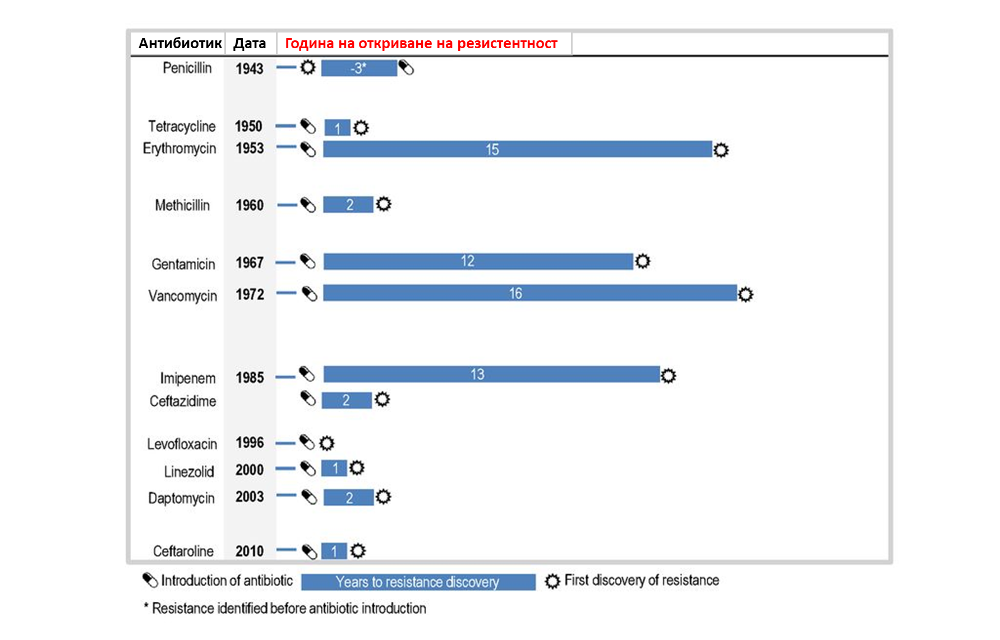 Антибиотик Дата Година на откриване на резистентност
Penicillin 1943 -3*
Tetracycline 1950 1
Erythromycin 1953 15
Methicillin 1960 2
Gentamicin 1967 12
Vancomycin 1972 16
Imipenem 1985 13
Ceftazidime 2
Levofloxacin 1996
Linezolid 2000 1
Daptomycin 2003 2
Ceftaroline 2010 1
Introduction of antibiotic Years to resistance discovery First discovery of resistance
* Resistance identified before antibiotic introduction